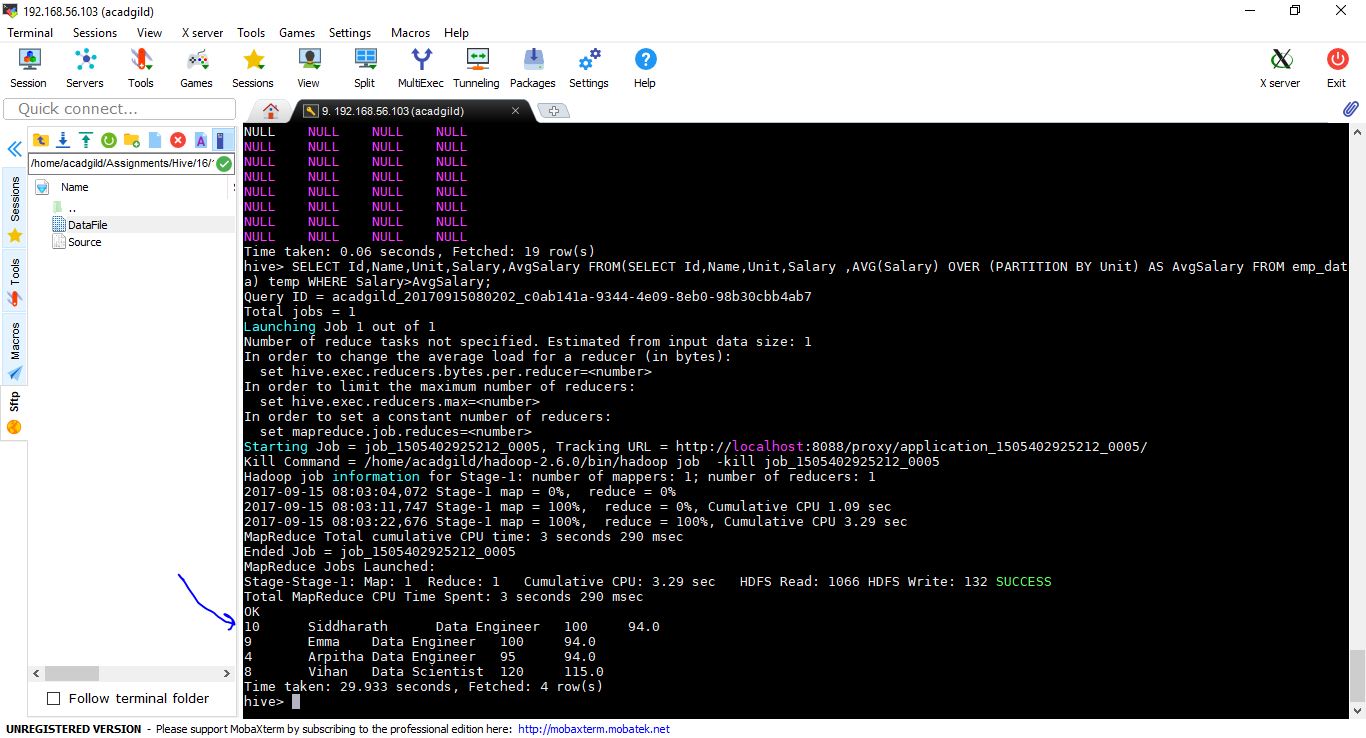 192.168.56.103 (acadgild)
Terminal Sessions View X server Tools Games Settings Macros Help
Session Servers Tools Games Sessions View Split MultiExec Tunneling Packages Settings Help X server Exit
Quick connect...
9. 192.168.56.103 (acadgild)
/home/acadgild/Assignments/Hive/16/
Name
..
DataFile
Source
Sessions
Tools
Macros
Sftp
Follow terminal folder
NULL NULL NULL NULL
NULL NULL NULL NULL
NULL NULL NULL NULL
NULL NULL NULL NULL
NULL NULL NULL NULL
NULL NULL NULL NULL
NULL NULL NULL NULL
NULL NULL NULL NULL
Time taken: 0.06 seconds, Fetched: 19 row(s)
hive> SELECT Id,Name,Unit,Salary,AvgSalary FROM(SELECT Id,Name,Unit,Salary ,AVG(Salary) OVER (PARTITION BY Unit) AS AvgSalary FROM emp_dat
a) temp WHERE Salary>AvgSalary;
Query ID = acadgild_20170915080202_c0ab141a-9344-4e09-8eb0-98b30cbb4ab7
Total jobs = 1
Launching Job 1 out of 1
Number of reduce tasks not specified. Estimated from input data size: 1
In order to change the average load for a reducer (in bytes):
set hive.exec.reducers.bytes.per.reducer=<number>
In order to limit the maximum number of reducers:
set hive.exec.reducers.max=<number>
In order to set a constant number of reducers:
set mapreduce.job.reduces=<number>
Starting Job = job_1505402925212_0005, Tracking URL = http://localhost:8088/proxy/application_1505402925212_0005/
Kill Command = /home/acadgild/hadoop-2.6.0/bin/hadoop job  -kill job_1505402925212_0005
Hadoop job information for Stage-1: number of mappers: 1; number of reducers: 1
2017-09-15 08:03:04,072 Stage-1 map = 0%,  reduce = 0%
2017-09-15 08:03:11,747 Stage-1 map = 100%,  reduce = 0%, Cumulative CPU 1.09 sec
2017-09-15 08:03:22,676 Stage-1 map = 100%,  reduce = 100%, Cumulative CPU 3.29 sec
MapReduce Total cumulative CPU time: 3 seconds 290 msec
Ended Job = job_1505402925212_0005
MapReduce Jobs Launched:
Stage-Stage-1: Map: 1  Reduce: 1   Cumulative CPU: 3.29 sec   HDFS Read: 1066 HDFS Write: 132 SUCCESS
Total MapReduce CPU Time Spent: 3 seconds 290 msec
OK
10 Siddharath Data Engineer 100 94.0
9 Emma Data Engineer 100 94.0
4 Arpitha Data Engineer 95 94.0
8 Vihan Data Scientist 120 115.0
Time taken: 29.933 seconds, Fetched: 4 row(s)
hive>
UNREGISTERED VERSION - Please support MobaXterm by subscribing to the professional edition here: http://mobaxterm.mobatek.net